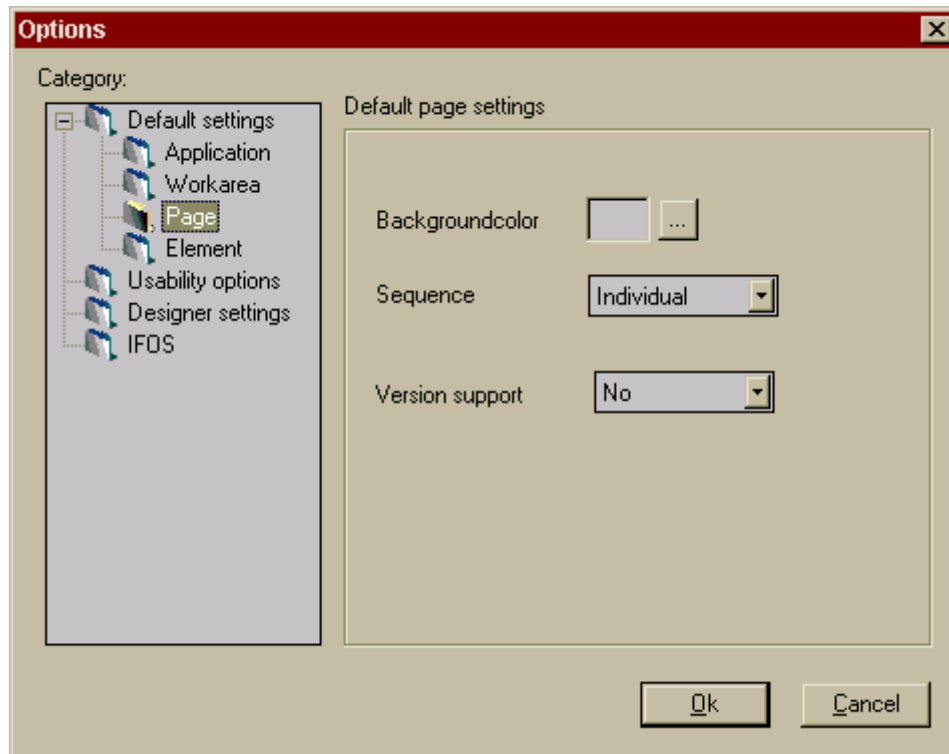 Options
Category:
Default settings
Application
Workarea
Page
Element
Usability options
Designer settings
IFOS
Default page settings
Backgroundcolor ...
Sequence Individual
Version support No
Ok Cancel